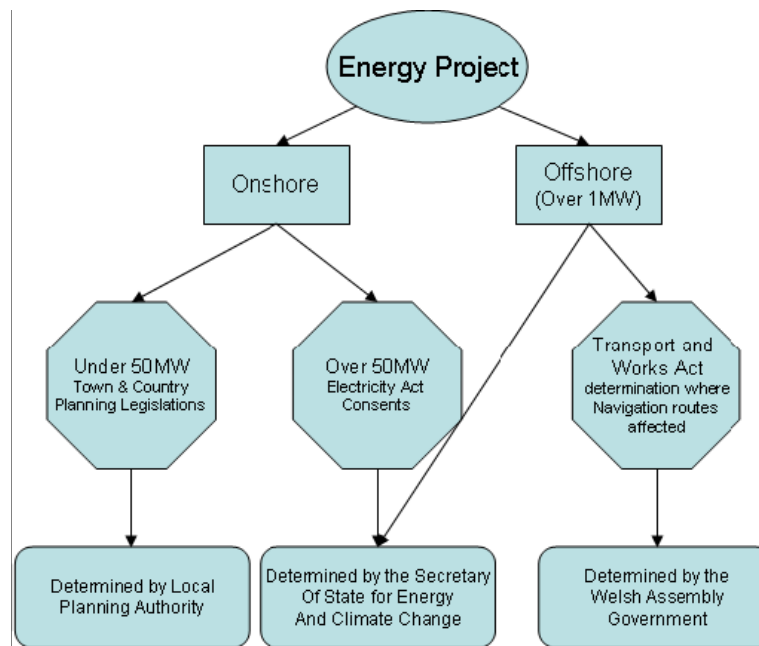 Energy Project
Onshore
Offshore
(Over 1MW)
Under 50MW
Town & Country
Planning Legislations
Over 50MW
Electricity Act
Consents
Transport and
Works Act
determination where
Navigation routes
affected
Determined by Local
Planning Authority
Determined by the Secretary
Of State for Energy
And Climate Change
Determined by the
Welsh Assembly
Government